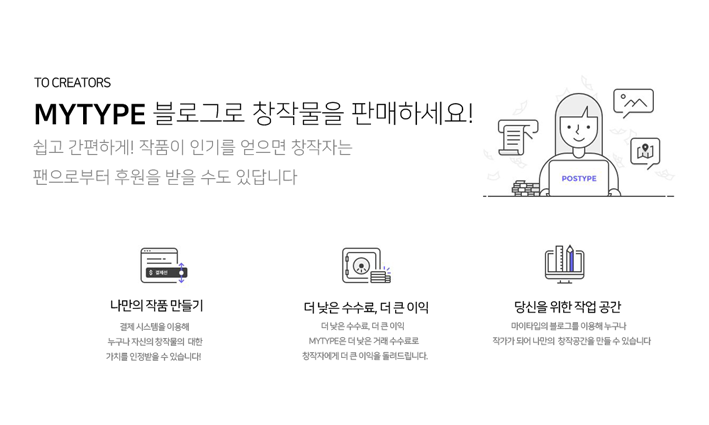 TO CREATORS
MYTYPE 블로그로 창작물을 판매하세요!
쉽고 간편하게! 작품이 인기를 얻으면 창작자는
팬으로부터 후원을 받을 수도 있답니다
POSTYPE
결제선
나만의 작품 만들기
결제 시스템을 이용해
누구나 자신의 창작물의 대한
가치를 인정받을 수 있습니다!
더 낮은 수수료, 더 큰 이익
더 낮은 수수료, 더 큰 이익
MYTYPE은 더 낮은 거래 수수료로
창작자에게 더 큰 이익을 돌려드립니다.
당신을 위한 작업 공간
마이타입의 블로그를 이용해 누구나
작가가 되어 나만의 창작공간을 만들 수 있습니다